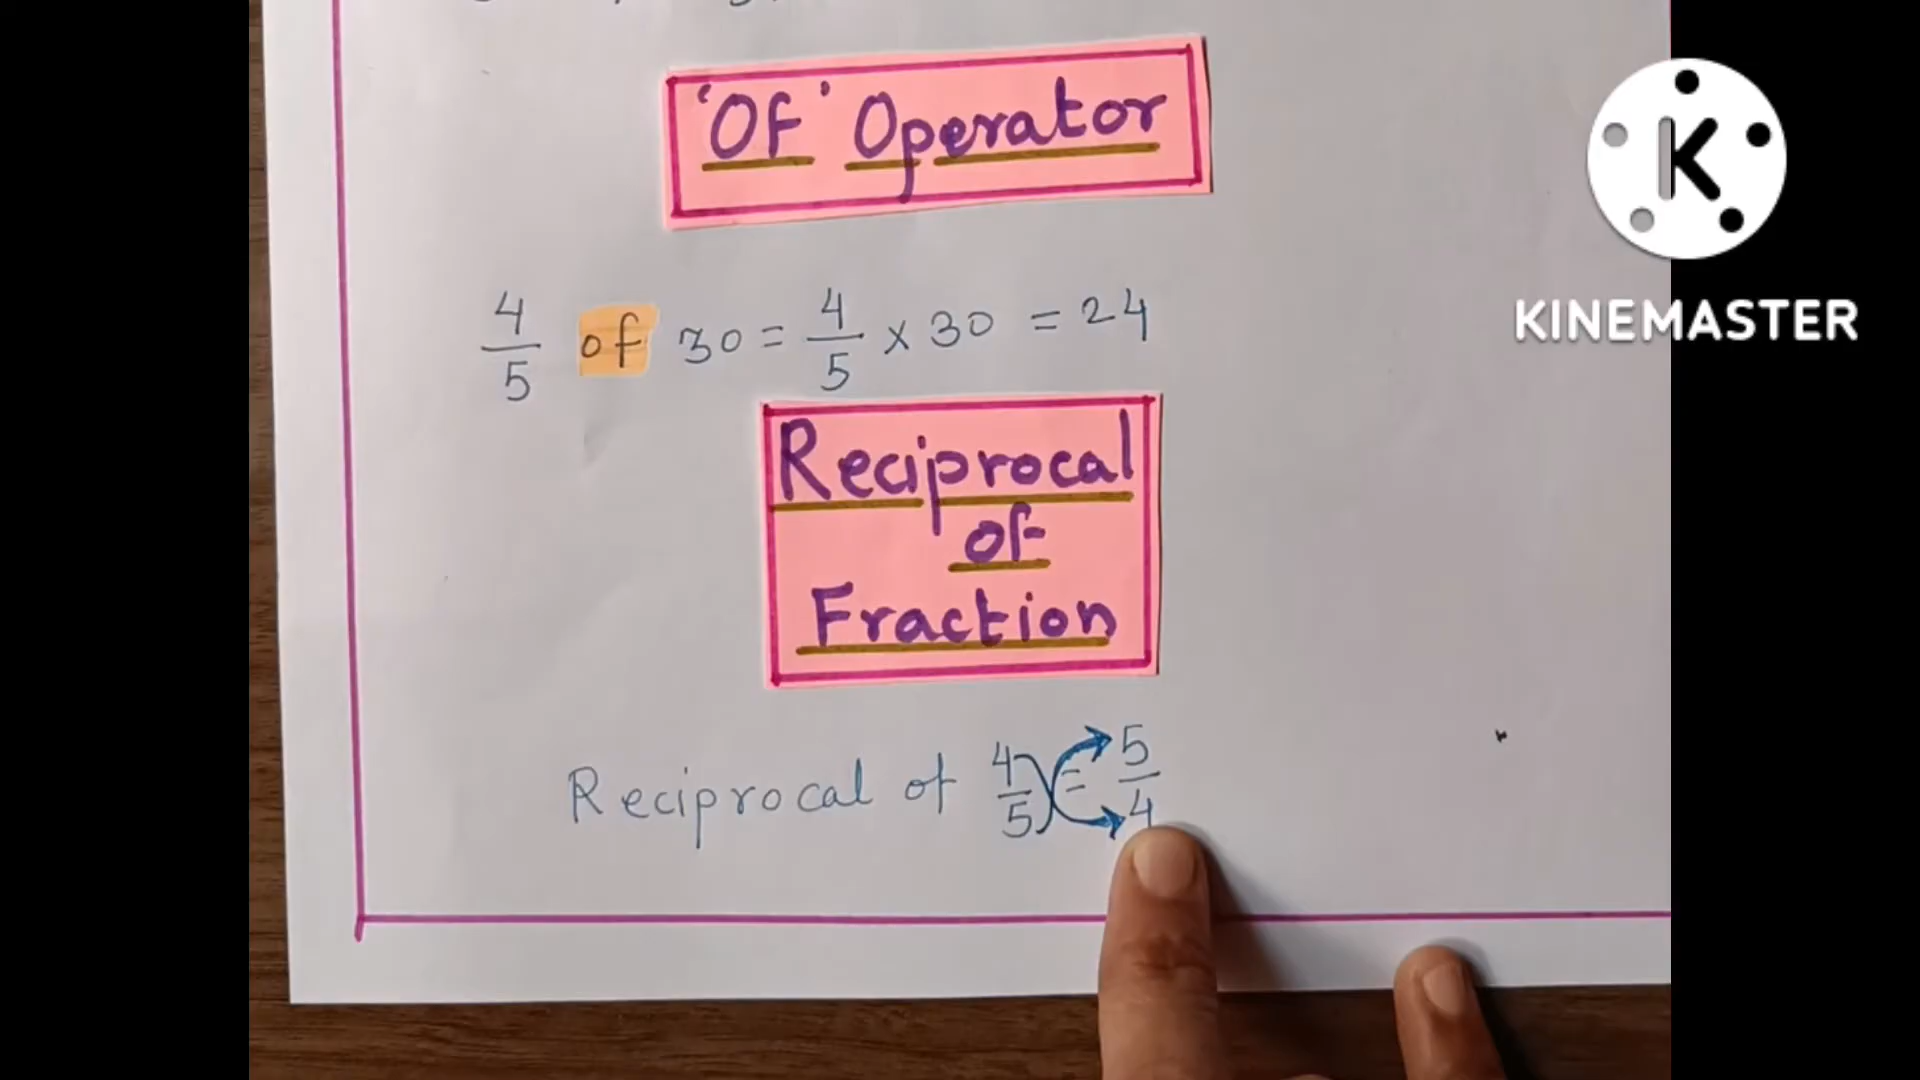 'Of' Operator
4/5 of 30 = 4/5 × 30 = 24
Reciprocal
of
Fraction
Reciprocal of 4/5 = 5/4
KINEMASTER